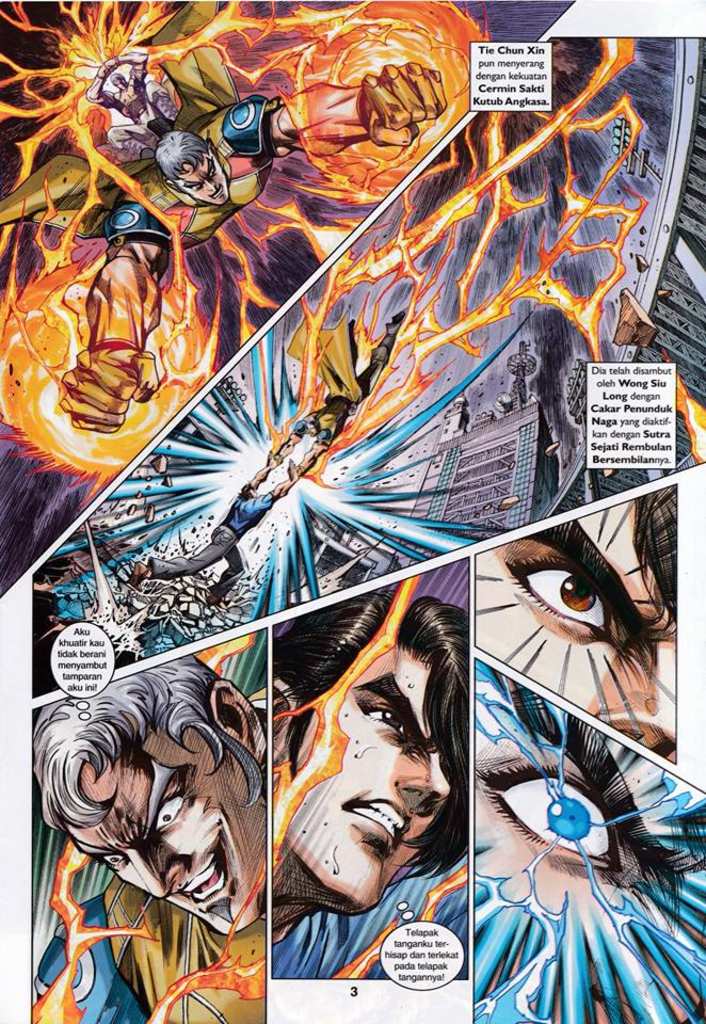 Tie Chun Xin
pun menyerang
dengan kekuatan
Cermin Sakti
Kutub Angkasa.
Dia telah disambut
oleh Wong Siu
Long dengan
Cakar Penunduk
Naga yang diaktif-
kan dengan Sutra
Sejati Rembulan
Bersembilannya.
Aku
khuatir kau
tidak berani
menyambut
tamparan
aku ini!
Telapak
tanganku ter-
hisap dan terlekat
pada telapak
tangannya!
3